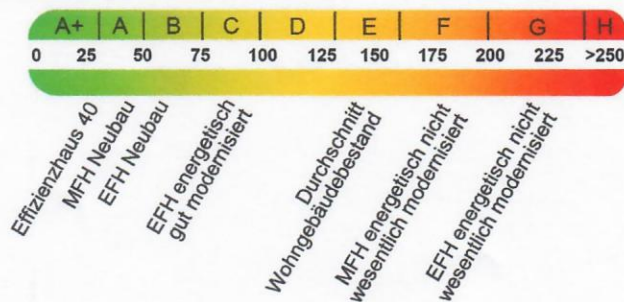 A+ A B C D E F G H
0 25 50 75 100 125 150 175 200 225 >250
Effizienzhaus 40
MFH Neubau
EFH Neubau
EFH energetisch
gut modernisiert
Durchschnitt
Wohngebäudebestand
MFH energetisch nicht
wesentlich modernisiert
EFH energetisch nicht
wesentlich modernisiert